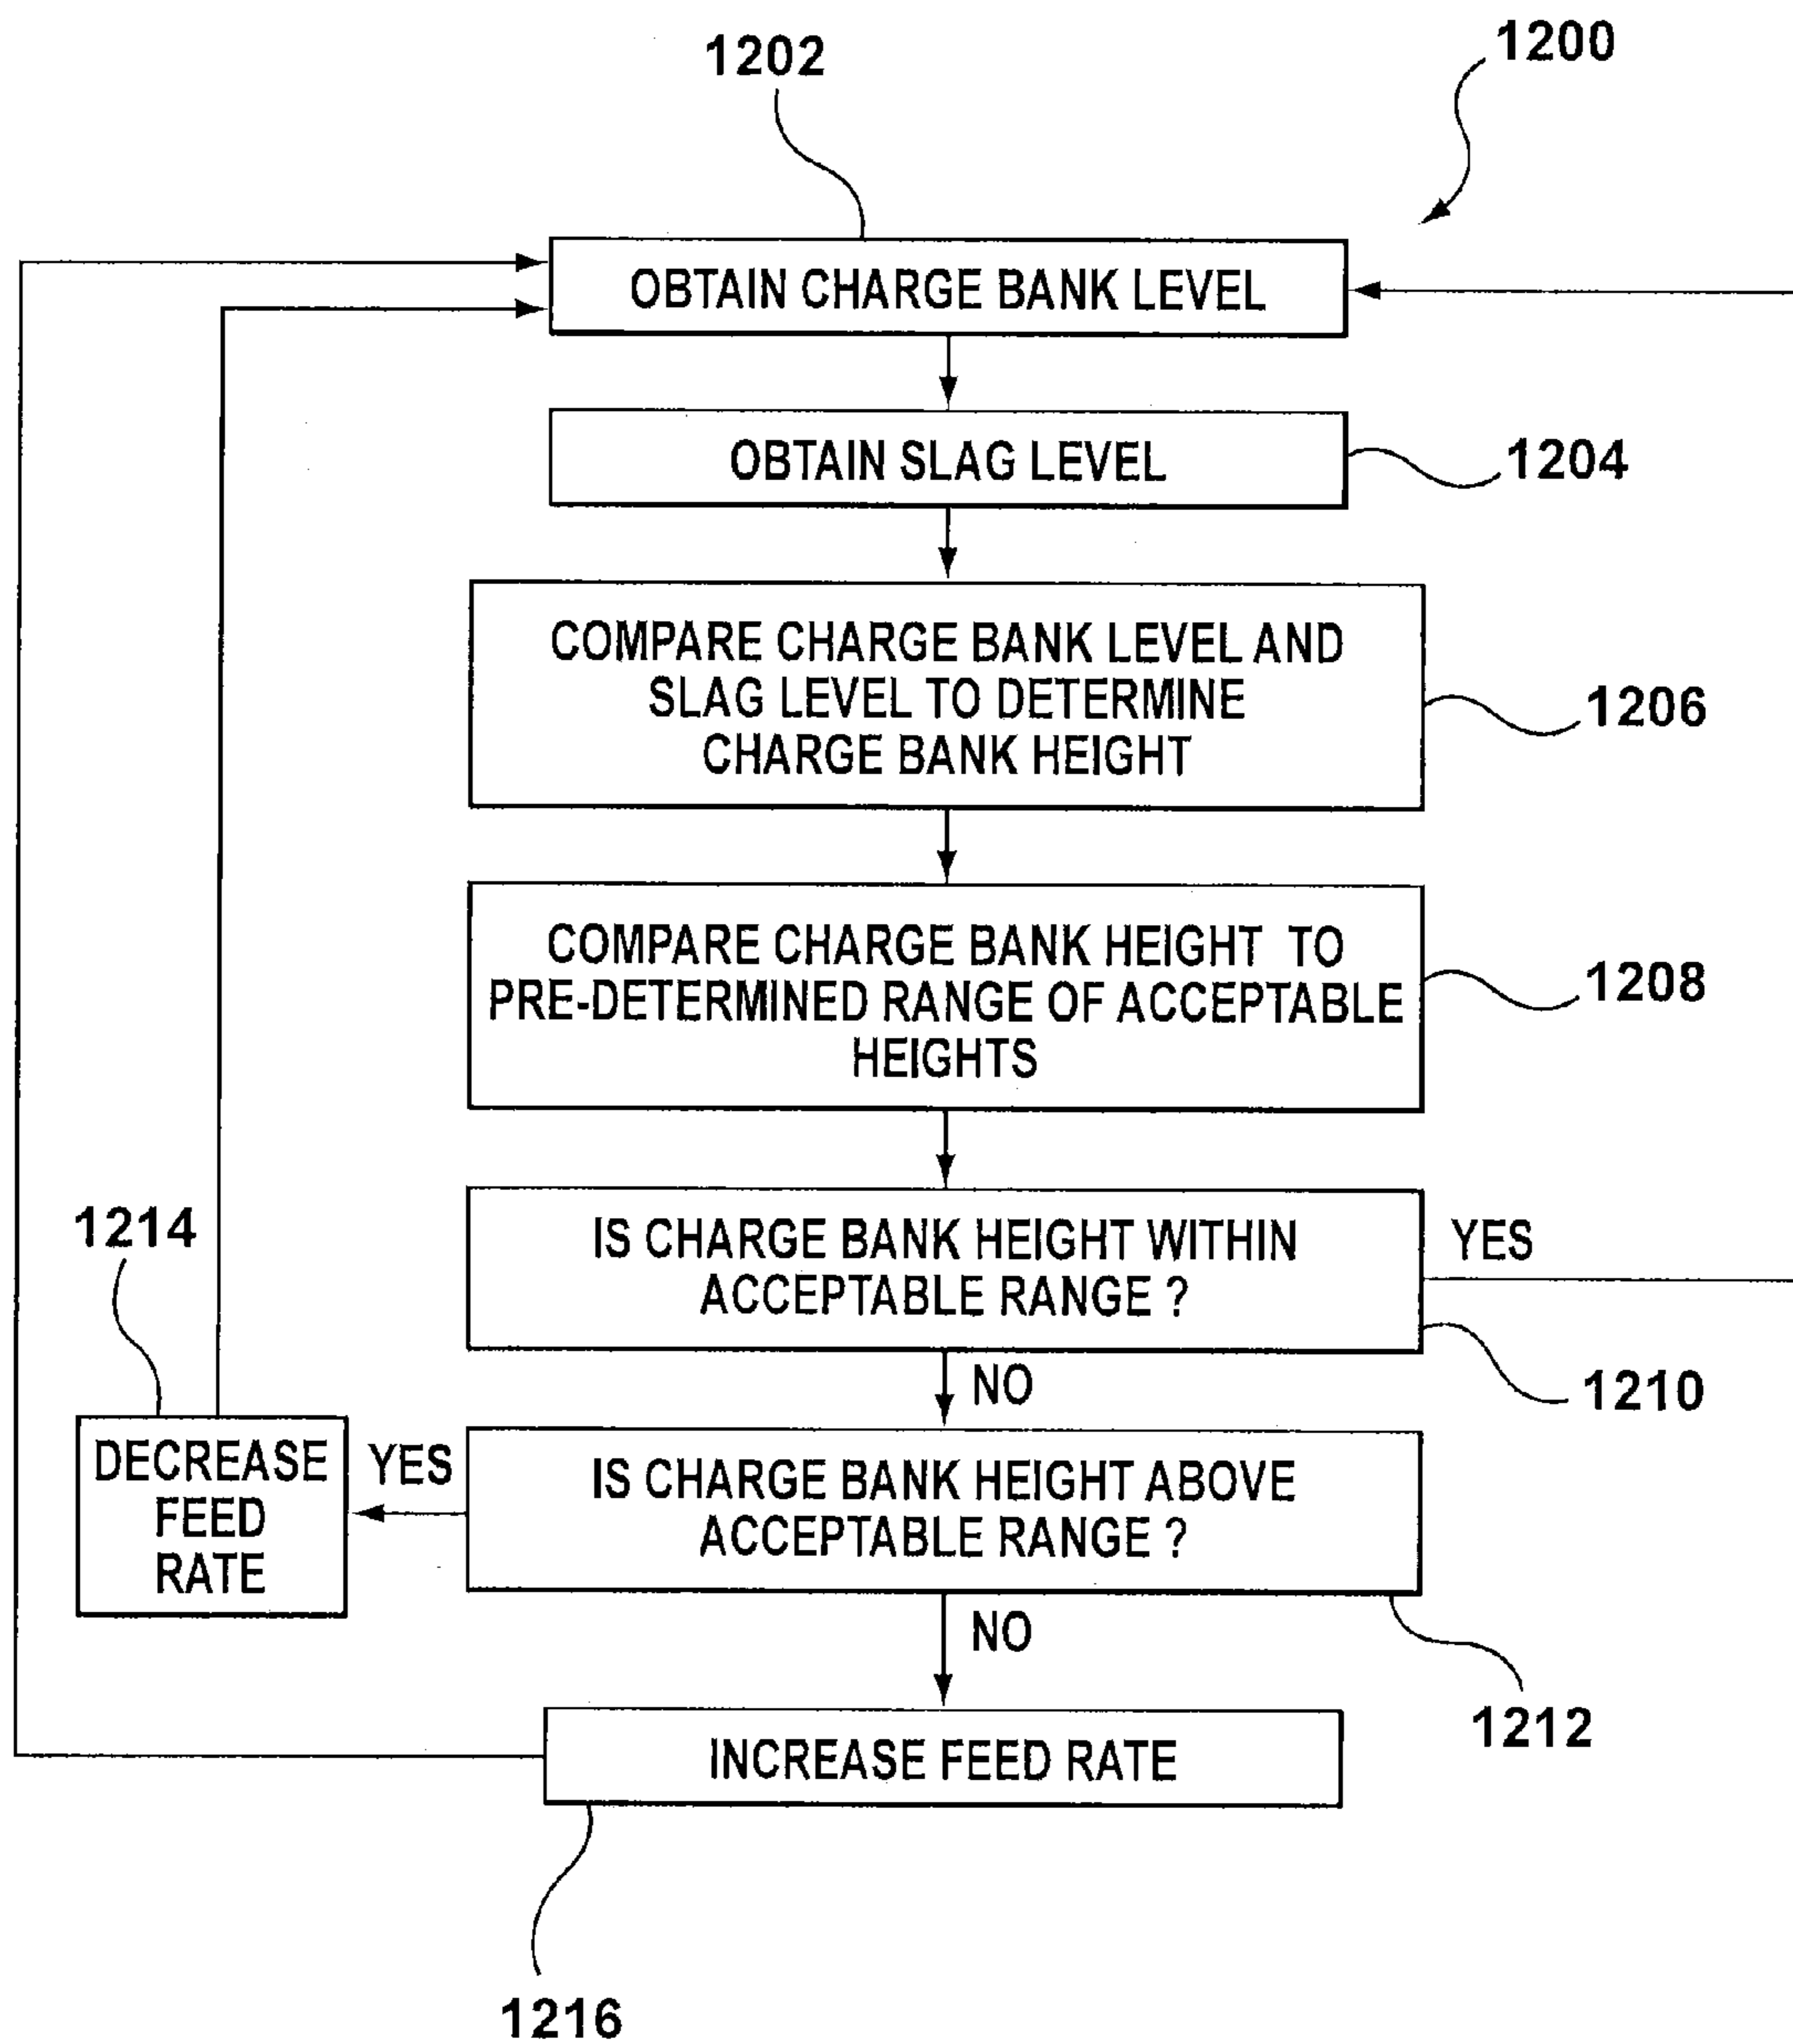 1200
1202
OBTAIN CHARGE BANK LEVEL
OBTAIN SLAG LEVEL
1204
COMPARE CHARGE BANK LEVEL AND
SLAG LEVEL TO DETERMINE
CHARGE BANK HEIGHT
1206
COMPARE CHARGE BANK HEIGHT TO
PRE-DETERMINED RANGE OF ACCEPTABLE
HEIGHTS
1208
IS CHARGE BANK HEIGHT WITHIN
ACCEPTABLE RANGE ?
YES
1210
NO
1214
DECREASE
FEED
RATE
YES
IS CHARGE BANK HEIGHT ABOVE
ACCEPTABLE RANGE ?
1212
NO
INCREASE FEED RATE
1216